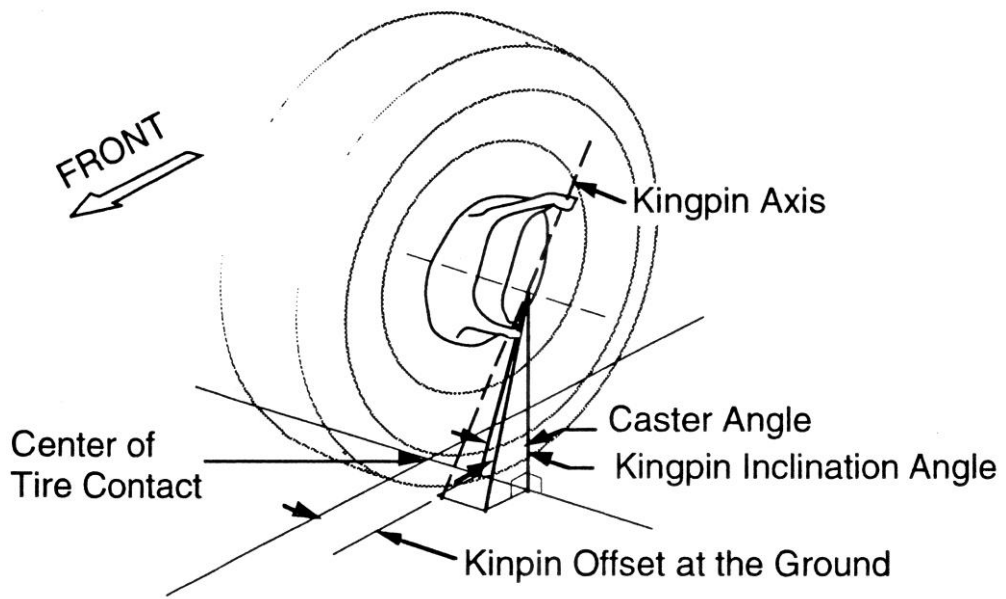 FRONT
Kingpin Axis
Caster Angle
Center of
Tire Contact
Kingpin Inclination Angle
Kinpin Offset at the Ground